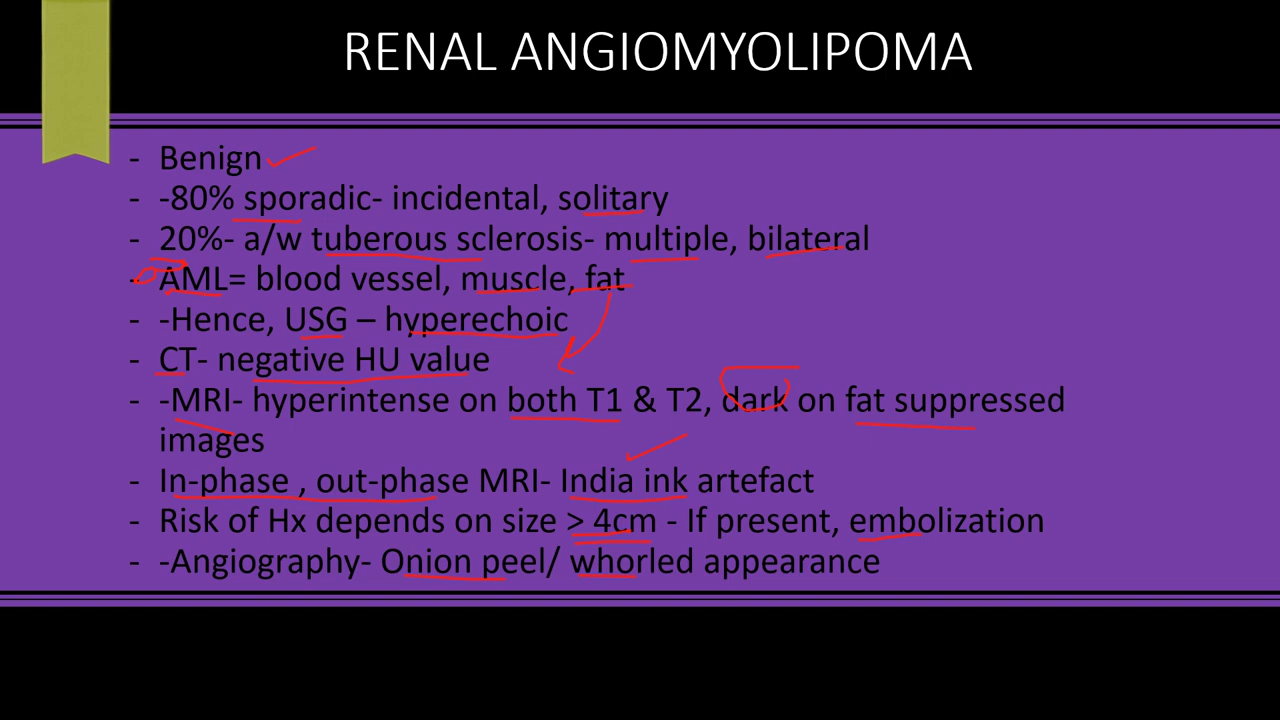 RENAL ANGIOMYOLIPOMA
- Benign
- -80% sporadic- incidental, solitary
- 20%- a/w tuberous sclerosis- multiple, bilateral
- AML= blood vessel, muscle, fat
- -Hence, USG – hyperechoic
- CT- negative HU value
- -MRI- hyperintense on both T1 & T2, dark on fat suppressed
images
- In-phase , out-phase MRI- India ink artefact
- Risk of Hx depends on size > 4cm - If present, embolization
- -Angiography- Onion peel/ whorled appearance